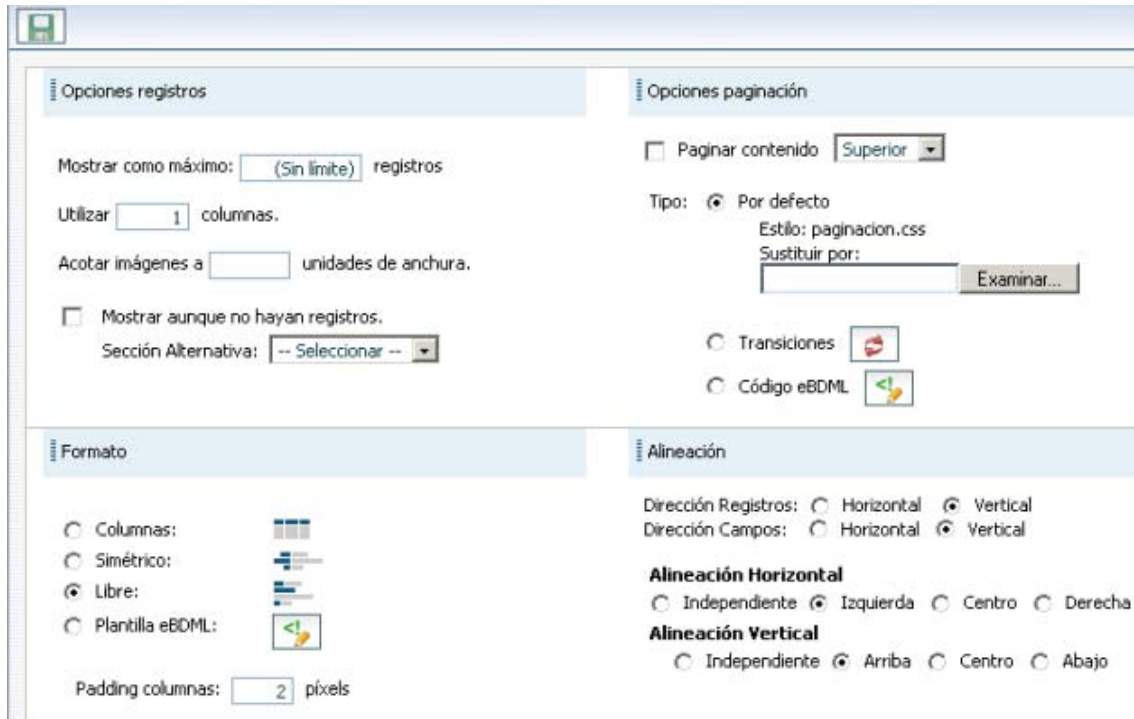 Opciones registros
Mostrar como máximo: (Sin límite) registros
Utilizar 1 columnas.
Acotar imágenes a unidades de anchura.
Mostrar aunque no hayan registros.
Sección Alternativa: -- Seleccionar --
Opciones paginación
Paginar contenido Superior
Tipo: Por defecto
Estilo: paginacion.css
Sustituir por:
Examinar...
Transiciones
Código eBDML
Formato
Columnas:
Simétrico:
Libre:
Plantilla eBDML:
Padding columnas: 2 píxels
Alineación
Dirección Registros: Horizontal Vertical
Dirección Campos: Horizontal Vertical
Alineación Horizontal
Independiente Izquierda Centro Derecha
Alineación Vertical
Independiente Arriba Centro Abajo